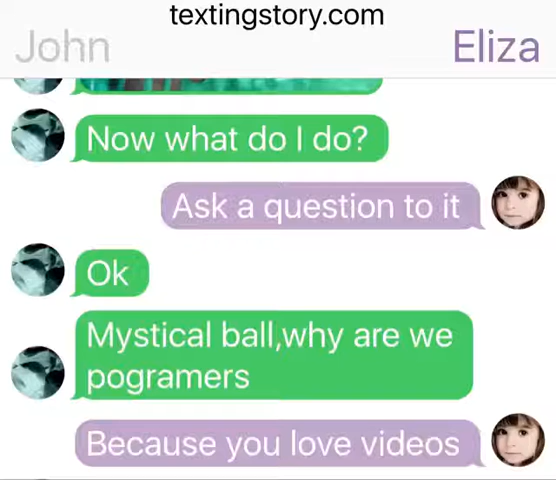 textingstory.com
John Eliza
Now what do I do?
Ask a question to it
Ok
Mystical ball,why are we
pogramers
Because you love videos